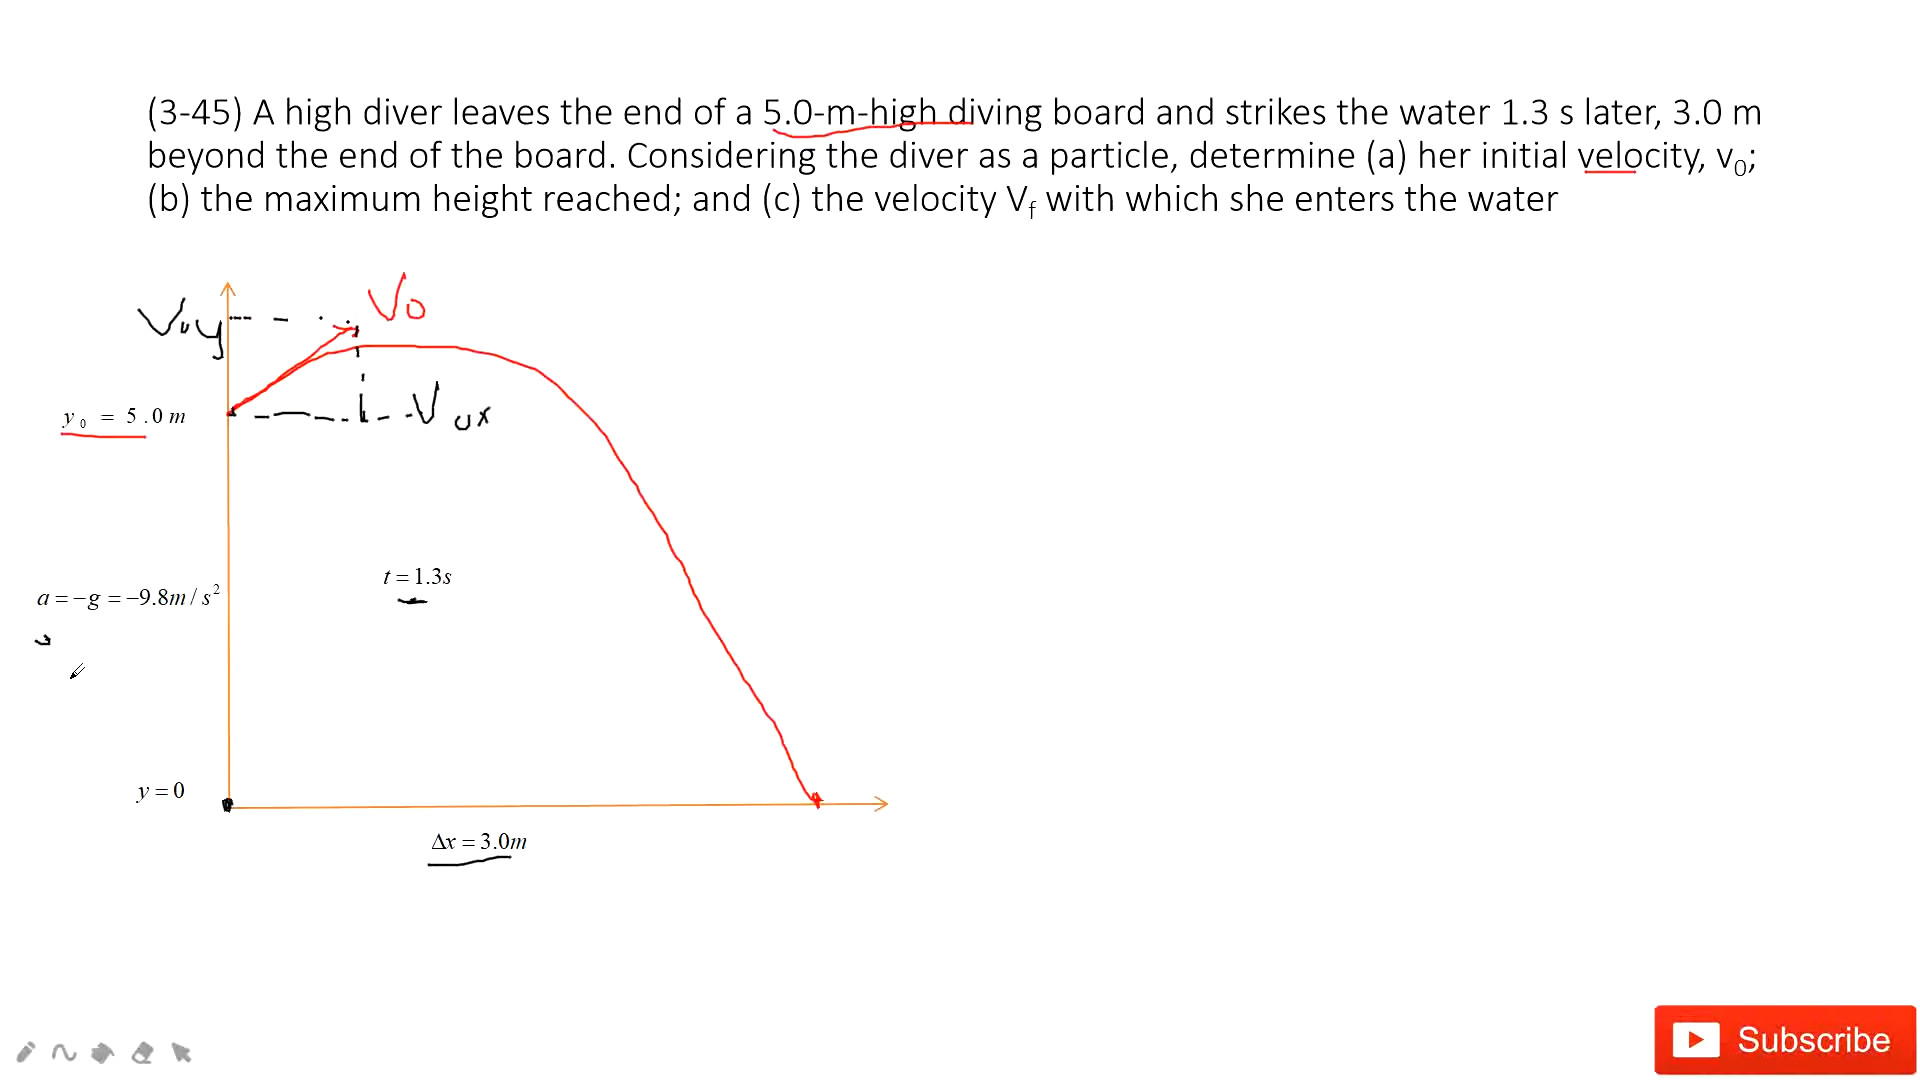 (3-45) A high diver leaves the end of a 5.0-m-high diving board and strikes the water 1.3 s later, 3.0 m
beyond the end of the board. Considering the diver as a particle, determine (a) her initial velocity, v₀;
(b) the maximum height reached; and (c) the velocity V_f with which she enters the water
V₀
V₀y
V₀x
y₀ = 5.0 m
t = 1.3s
a = −g = −9.8m / s²
y = 0
Δx = 3.0m
Subscribe